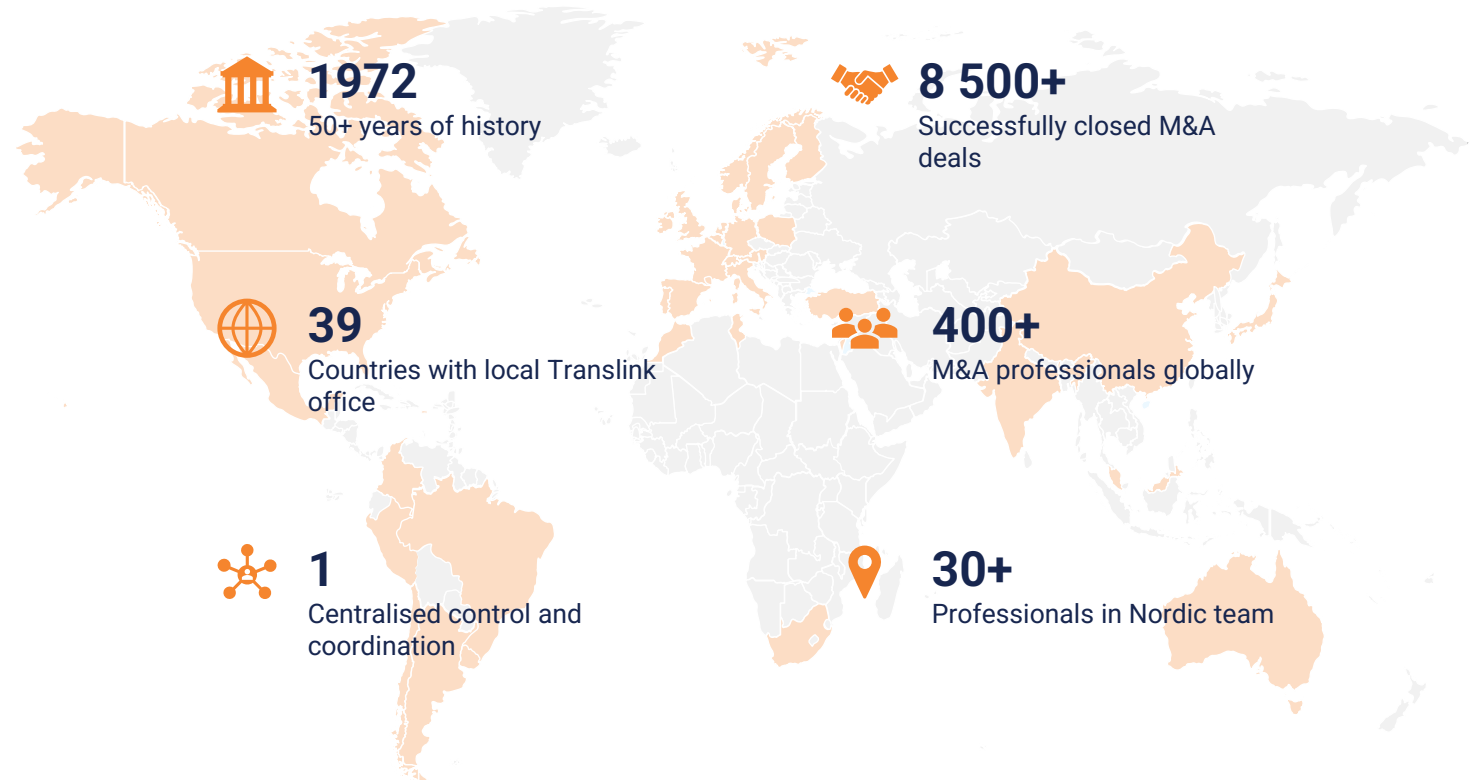 1972
50+ years of history
8 500+
Successfully closed M&A
deals
39
Countries with local Translink
office
400+
M&A professionals globally
1
Centralised control and
coordination
30+
Professionals in Nordic team